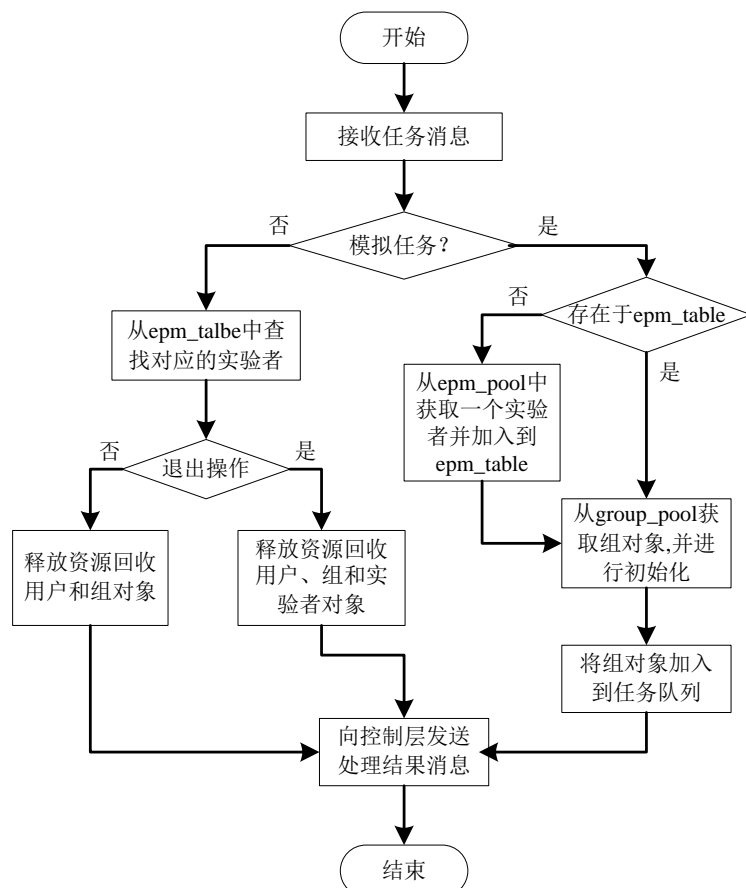 开始
接收任务消息
否
模拟任务？
是
从epm_talbe中查
找对应的实验者
否
存在于epm_table
是
从epm_pool中
获取一个实验
者并加入到
epm_table
否
退出操作
是
释放资源回收
用户和组对象
释放资源回收
用户、组和实
验者对象
从group_pool获
取组对象,并进
行初始化
将组对象加入
到任务队列
向控制层发送
处理结果消息
结束